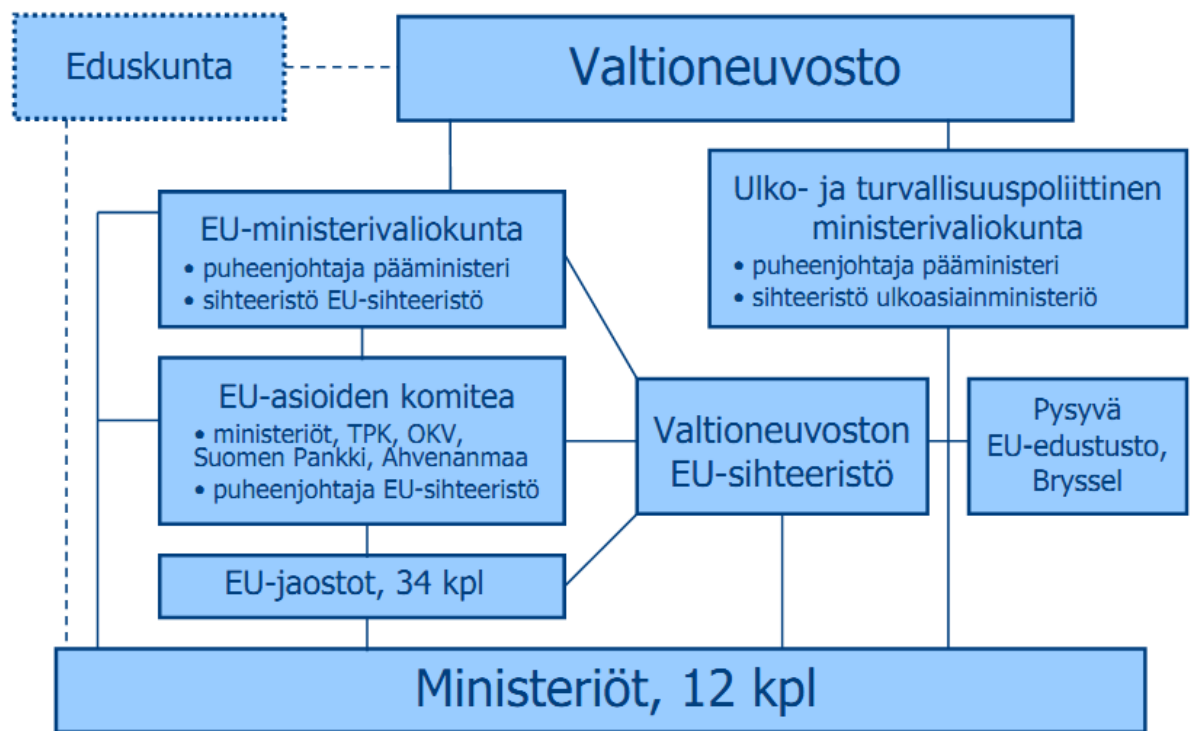 Eduskunta
Valtioneuvosto
EU-ministerivaliokunta
• puheenjohtaja pääministeri
• sihteeristö EU-sihteeristö
Ulko- ja turvallisuuspoliittinen
ministerivaliokunta
• puheenjohtaja pääministeri
• sihteeristö ulkoasiainministeriö
EU-asioiden komitea
• ministeriöt, TPK, OKV,
Suomen Pankki, Ahvenanmaa
• puheenjohtaja EU-sihteeristö
Valtioneuvoston
EU-sihteeristö
Pysyvä
EU-edustusto,
Bryssel
EU-jaostot, 34 kpl
Ministeriöt, 12 kpl